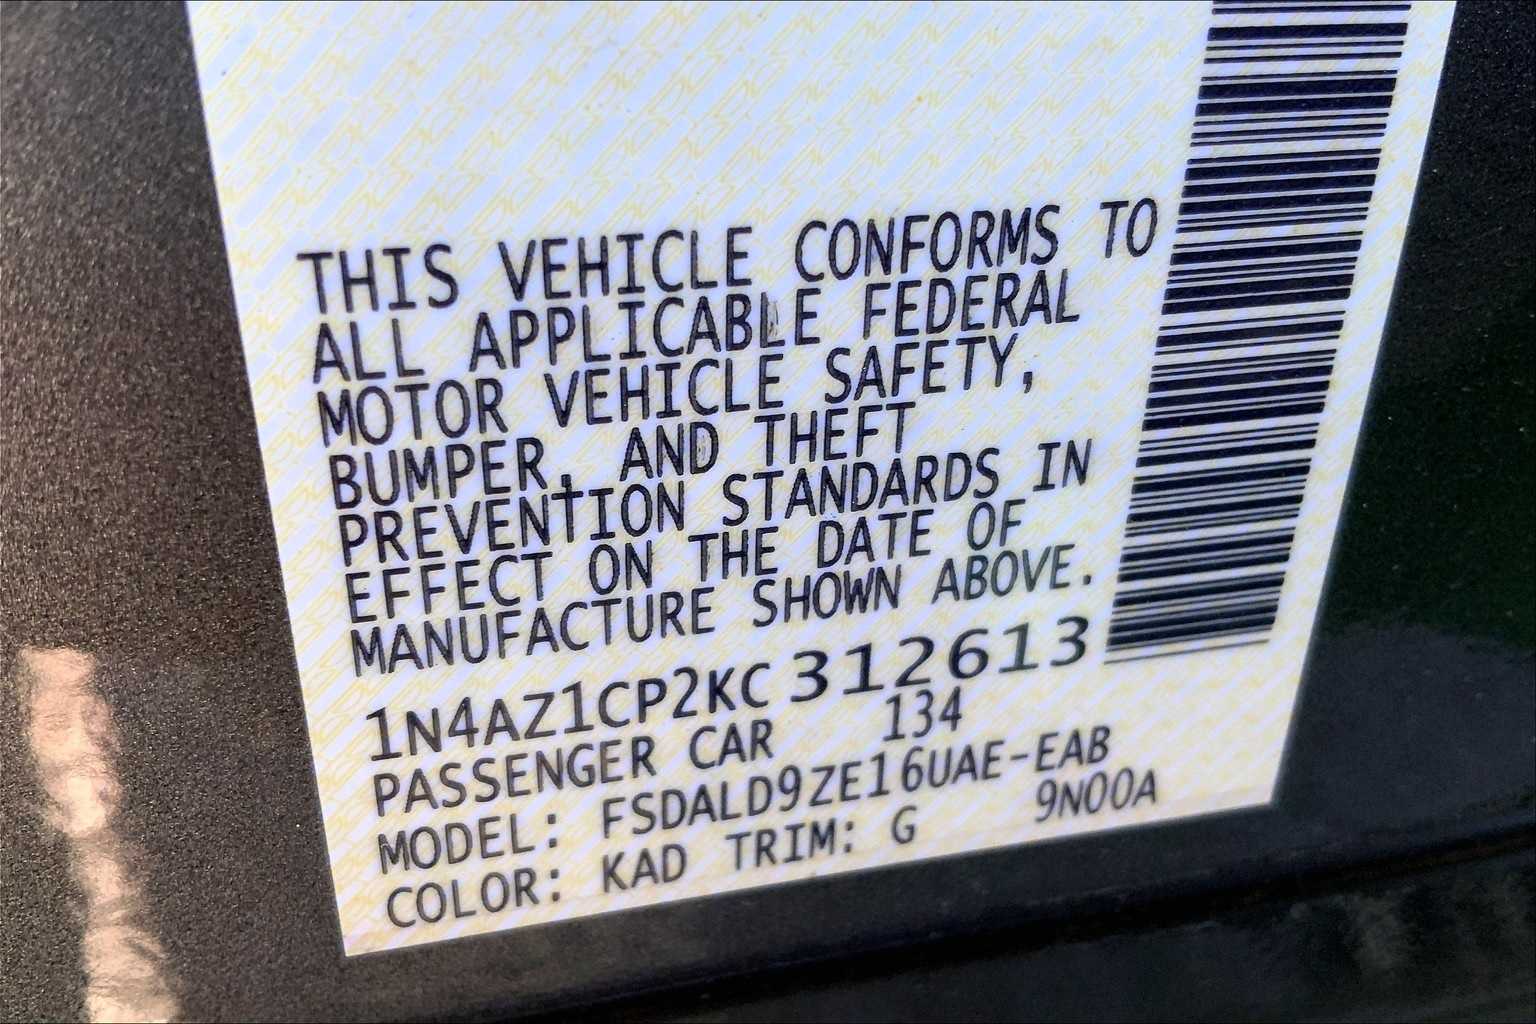 THIS VEHICLE CONFORMS TO
ALL APPLICABLE FEDERAL
MOTOR VEHICLE SAFETY,
BUMPER, AND THEFT
PREVENTION STANDARDS IN
EFFECT ON THE DATE OF
MANUFACTURE SHOWN ABOVE.
1N4AZ1CP2KC312613
PASSENGER CAR 134
MODEL: FSDALD9ZE16UAE-EAB
COLOR: KAD TRIM: G 9N00A